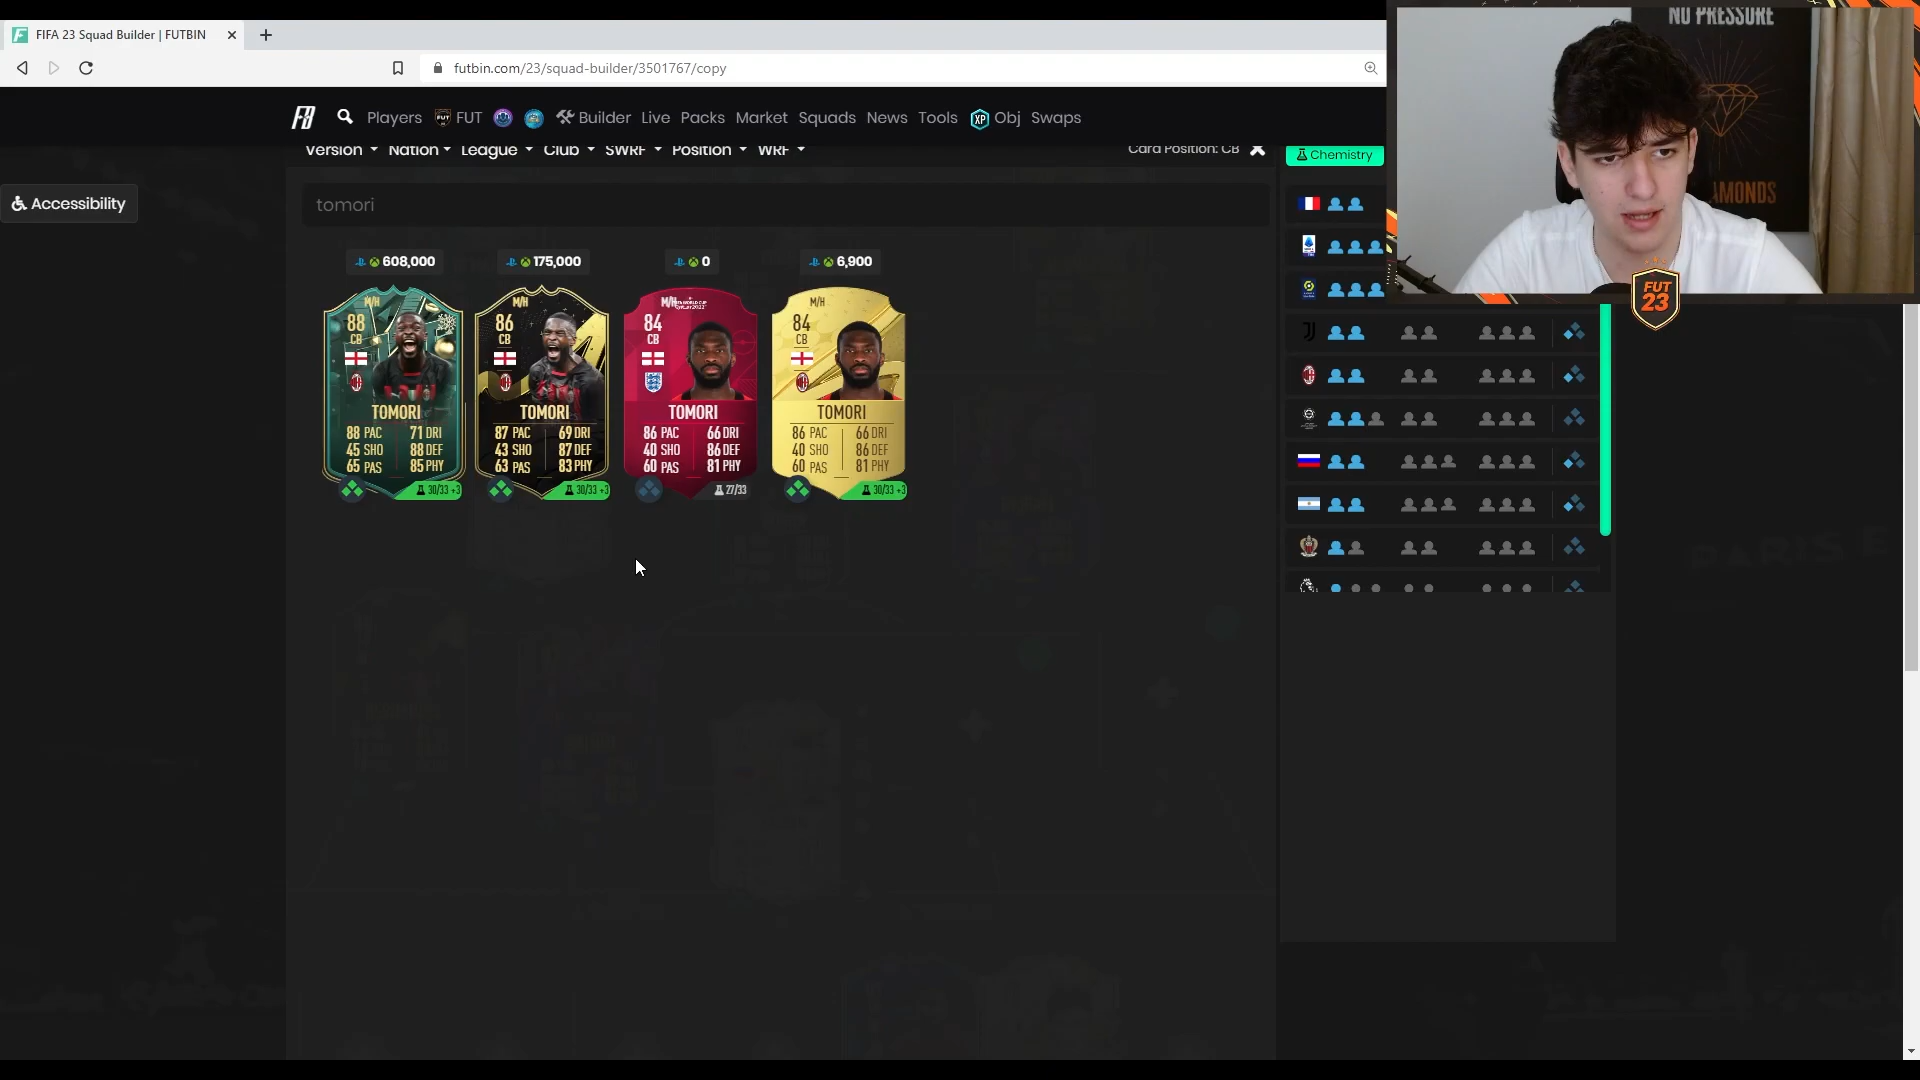 FIFA 23 Squad Builder | FUTBIN
futbin.com/23/squad-builder/3501767/copy
NO PRESSURE
DIAMONDS
FUT
23
FB
Players
FUT
Builder
Live
Packs
Market
Squads
News
Tools
XP
Obj
Swaps
Version
Nation
League
Club
SWRF
Position
WRF
Card Position: CB
Chemistry
Accessibility
tomori
608,000
175,000
0
6,900
M/H
88
CB
TOMORI
88 PAC 71 DRI
45 SHO 88 DEF
65 PAS 85 PHY
30/33 +3
M/H
86
CB
TOMORI
87 PAC 69 DRI
43 SHO 87 DEF
63 PAS 83 PHY
30/33 +3
M/H
84
CB
TOMORI
86 PAC 66 DRI
40 SHO 86 DEF
60 PAS 81 PHY
27/33
M/H
84
CB
TOMORI
86 PAC 66 DRI
40 SHO 86 DEF
60 PAS 81 PHY
30/33 +3